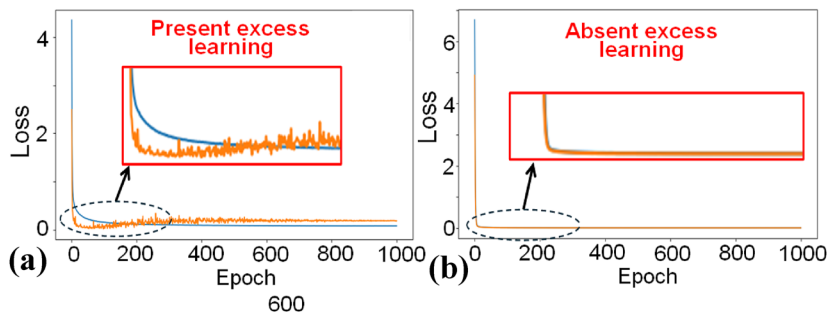 Present excess
learning
4
2
0
Loss
0 200 400 600 800 1000
Epoch
600
(a)
Absent excess
learning
6
4
2
0
Loss
0 200 400 600 800 1000
Epoch
(b)